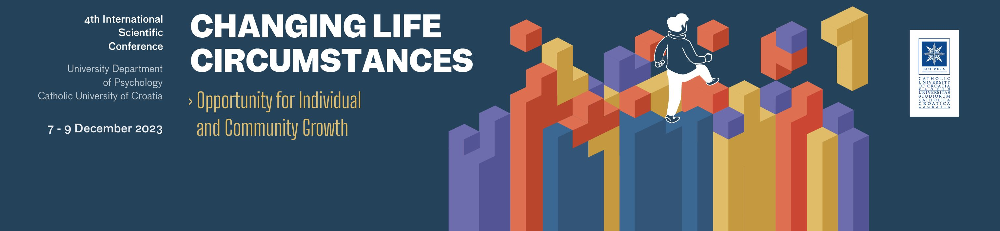 4th International
Scientific
Conference
University Department
of Psychology
Catholic University of Croatia
7 - 9 December 2023
CHANGING LIFE
CIRCUMSTANCES
› Opportunity for Individual
and Community Growth
LUX VERA
CATHOLIC
UNIVERSITY
OF CROATIA
ZAGREB
UNIVERSITAS
STUDIORUM
CATHOLICA
CROATICA
ZAGRABIA